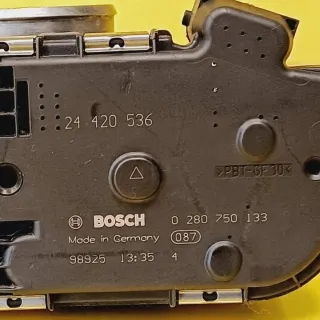 24 420 536
>PBT-GF30<
BOSCH 0 280 750 133
Made in Germany 087
98925 13:35 4